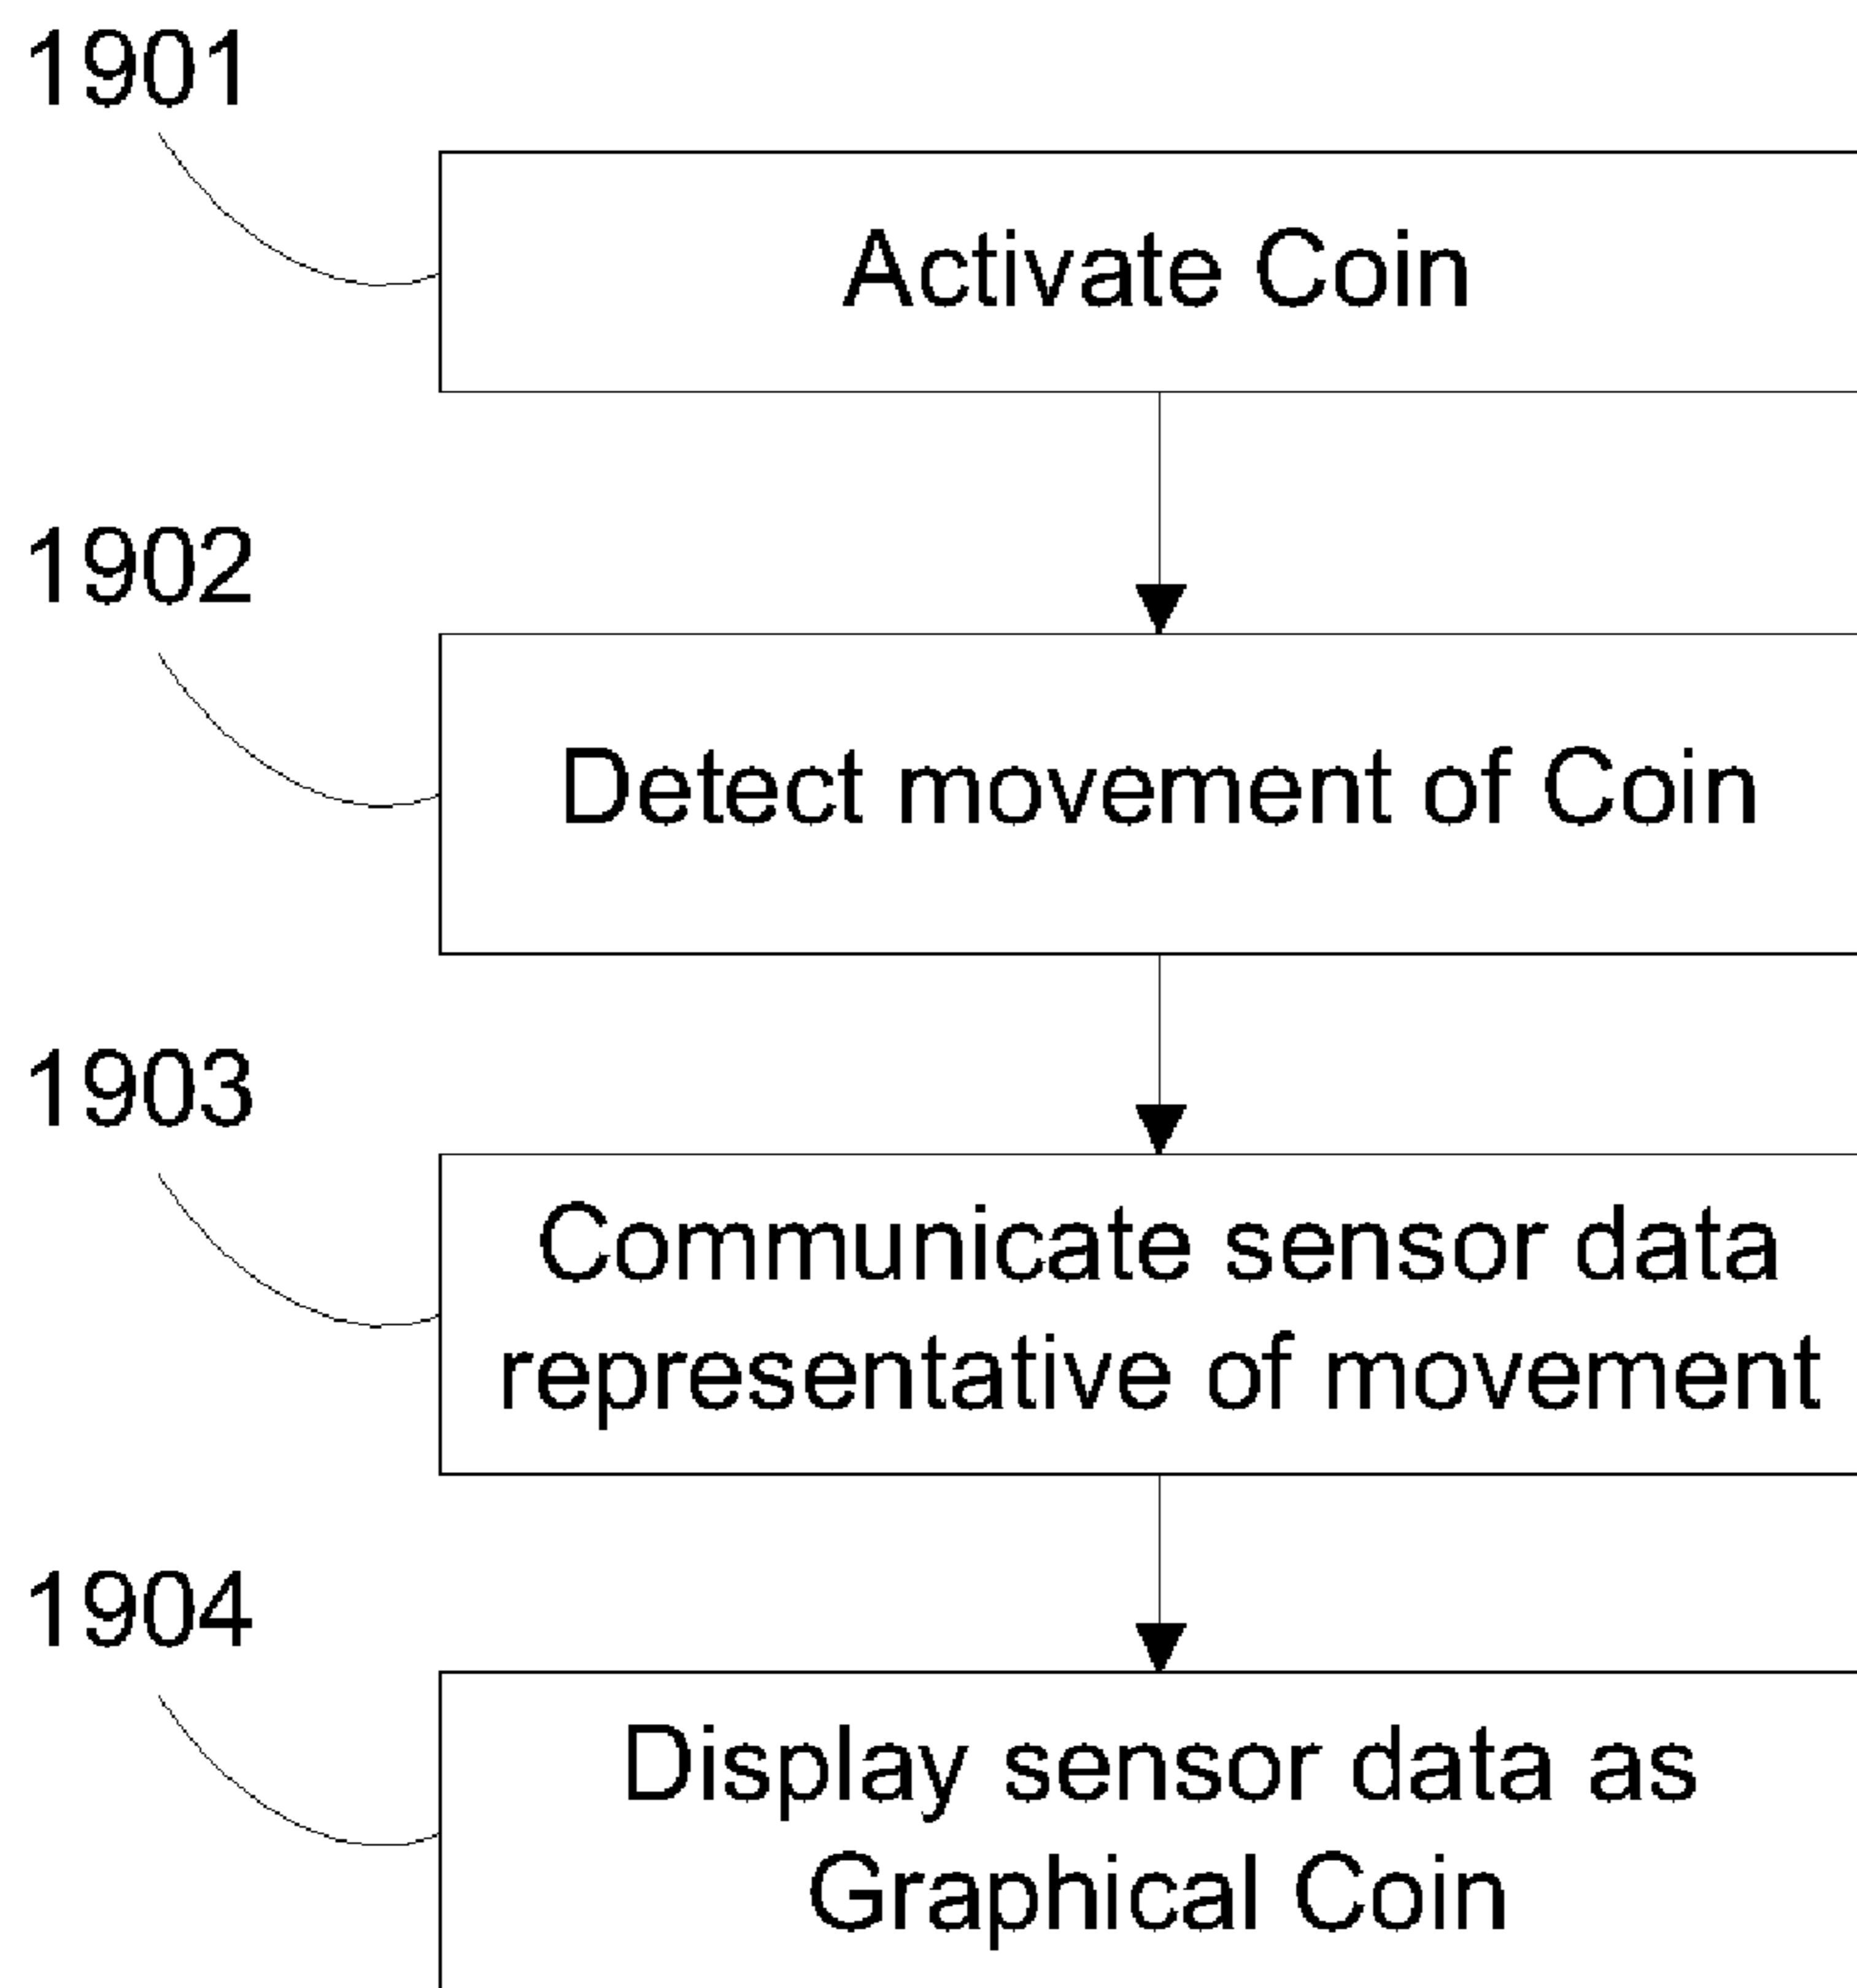 1901
Activate Coin
1902
Detect movement of Coin
1903
Communicate sensor data
representative of movement
1904
Display sensor data as
Graphical Coin